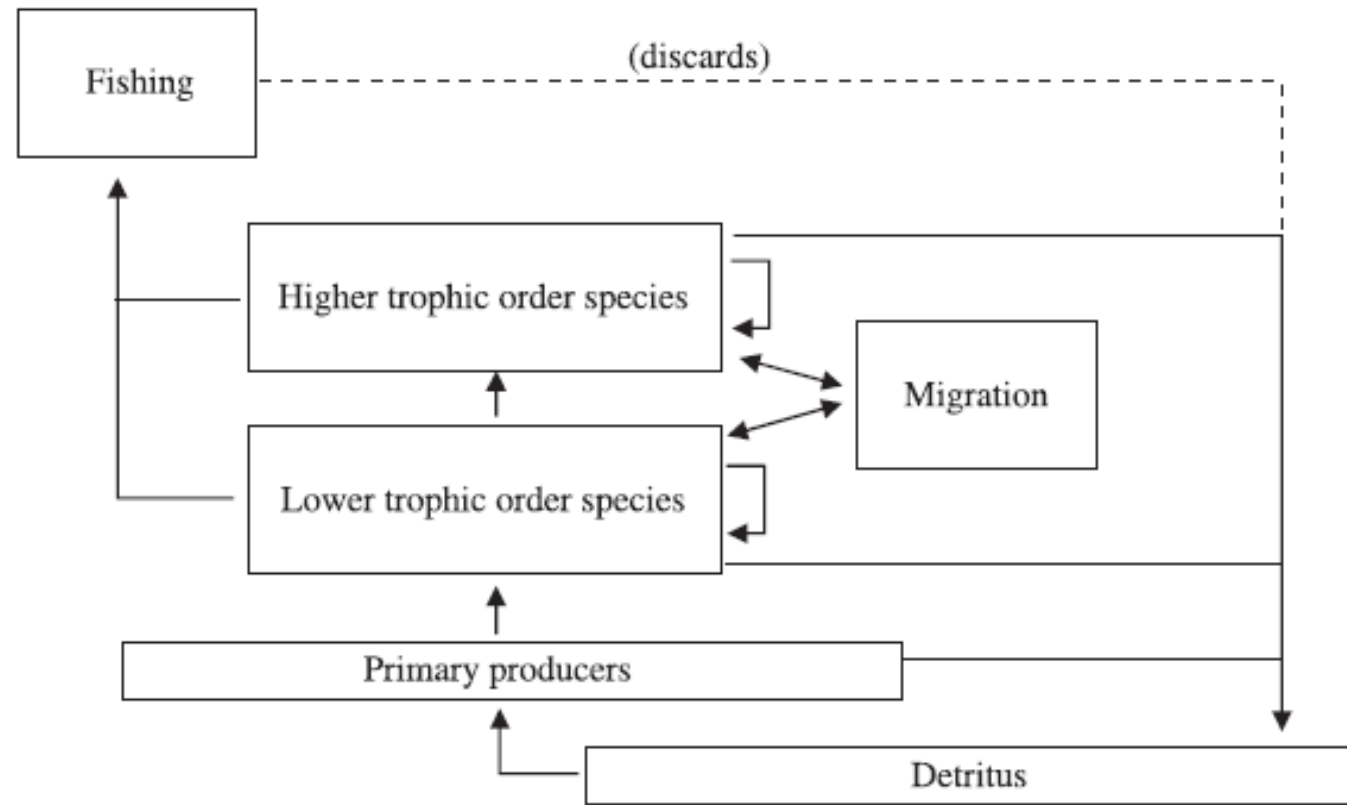 (discards)
Fishing
Higher trophic order species
Migration
Lower trophic order species
Primary producers
Detritus